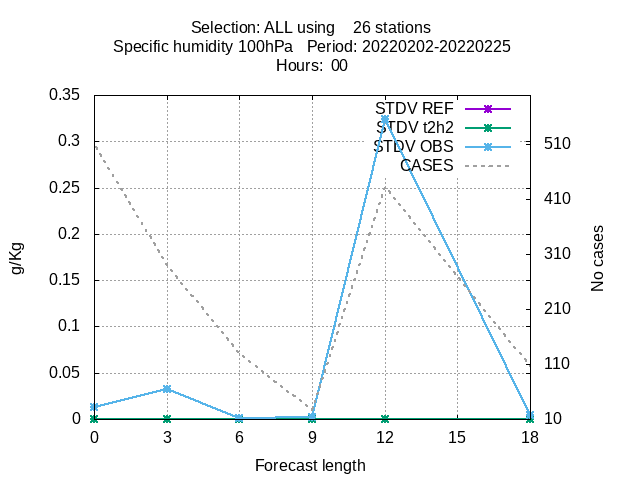 Selection: ALL using    26 stations
Specific humidity 100hPa   Period: 20220202-20220225
Hours:  00
STDV REF
STDV t2h2
STDV OBS
CASES
0.35
0.3
0.25
0.2
0.15
0.1
0.05
0
g/Kg
510
410
310
210
110
10
No cases
0 3 6 9 12 15 18
Forecast length